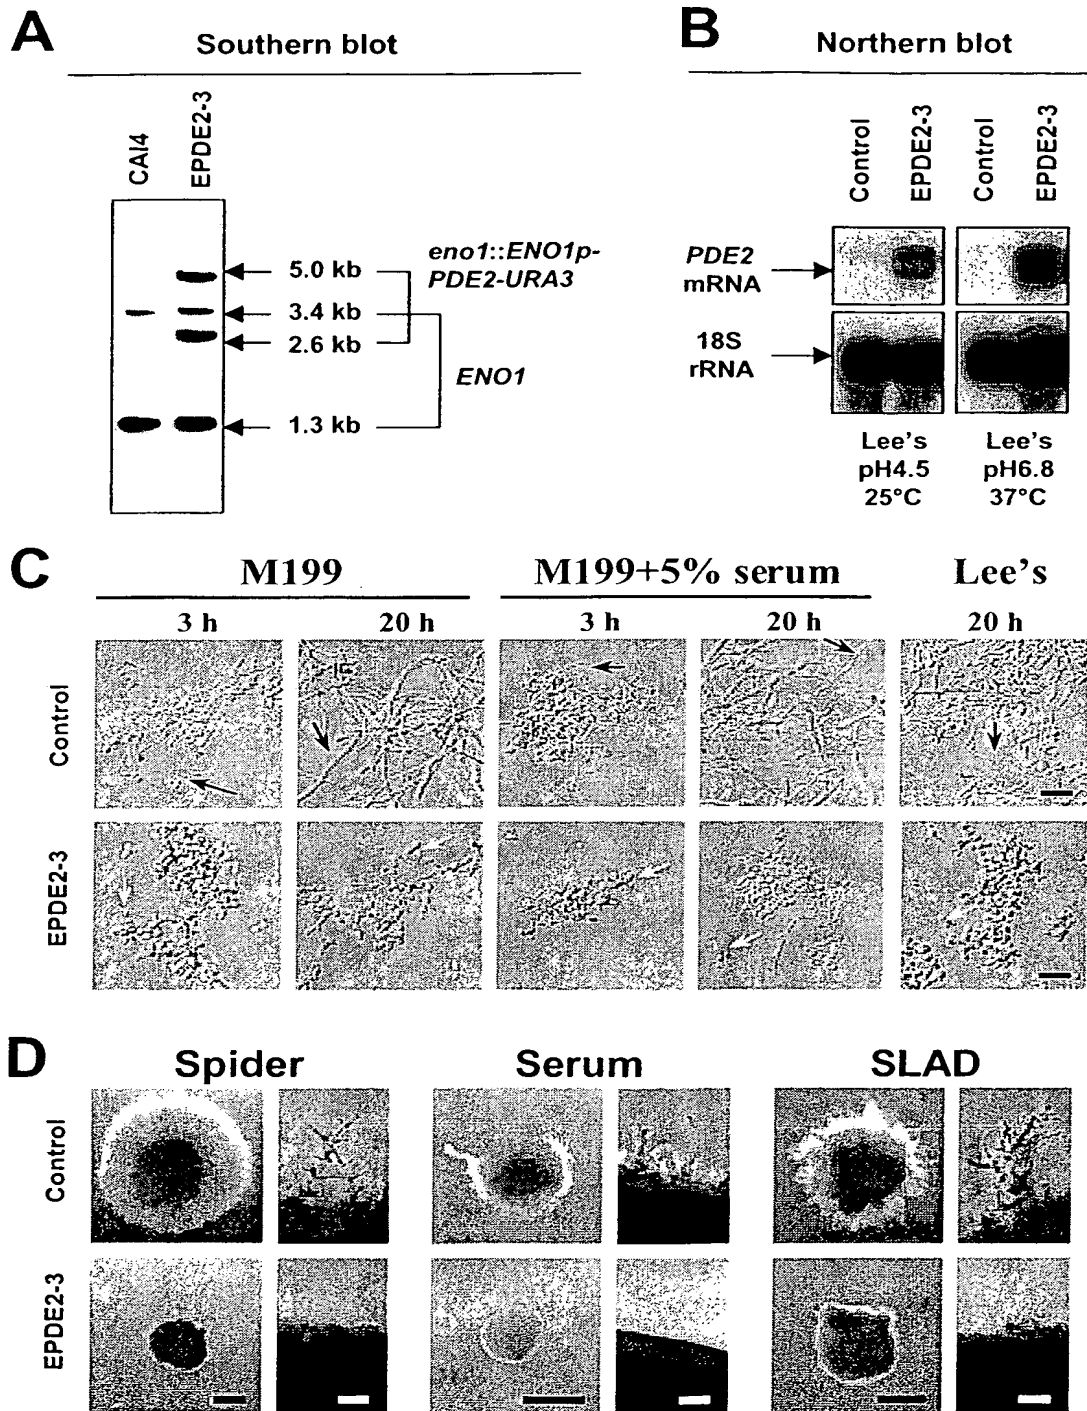 A
Southern blot
CAI4
EPDE2-3
5.0 kb
3.4 kb
2.6 kb
1.3 kb
eno1::ENO1p-
PDE2-URA3
ENO1
B
Northern blot
Control
EPDE2-3
Control
EPDE2-3
PDE2
mRNA
18S
rRNA
Lee's
pH4.5
25°C
Lee's
pH6.8
37°C
C
M199
M199+5% serum
Lee's
3 h
20 h
3 h
20 h
20 h
Control
EPDE2-3
D
Spider
Serum
SLAD
Control
EPDE2-3